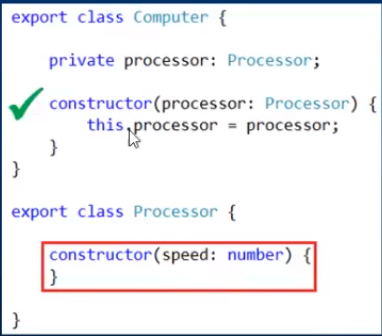 export class Computer {
private processor: Processor;
constructor(processor: Processor) {
this.processor = processor;
}
}
export class Processor {
constructor(speed: number) {
}
}